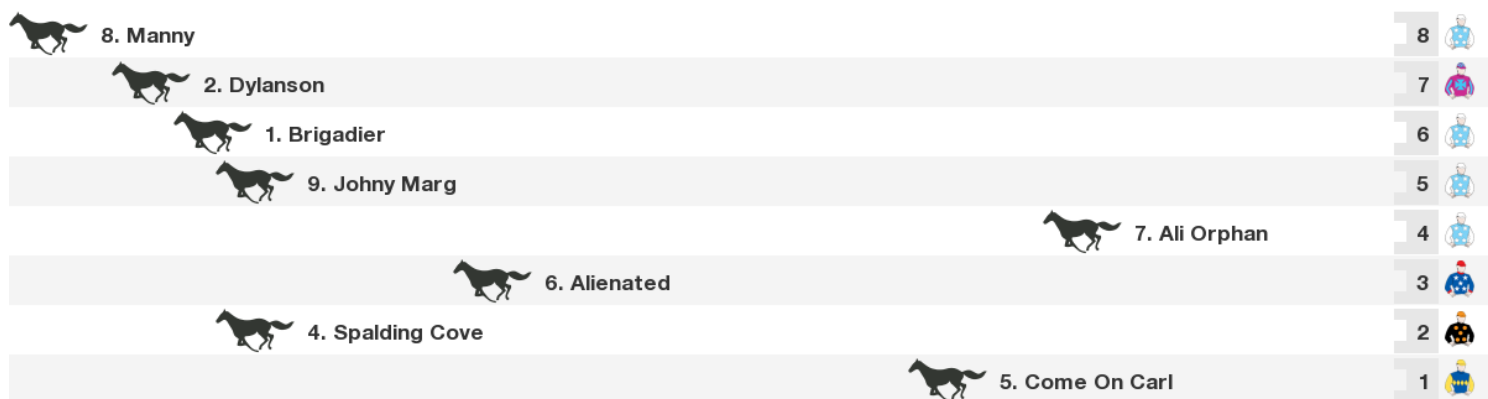 8. Manny 8
2. Dylanson 7
1. Brigadier 6
9. Johny Marg 5
7. Ali Orphan 4
6. Alienated 3
4. Spalding Cove 2
5. Come On Carl 1